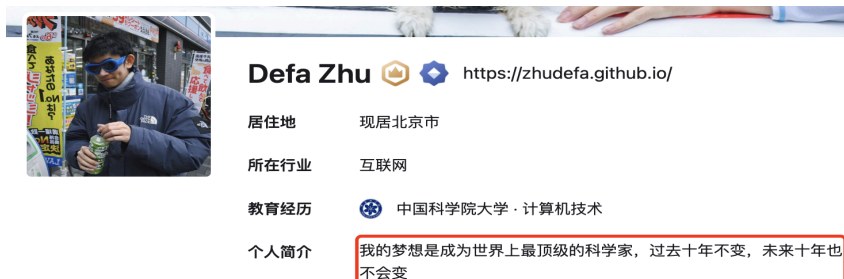 Defa Zhu https://zhudefa.github.io/
居住地 现居北京市
所在行业 互联网
教育经历 中国科学院大学 · 计算机技术
个人简介 我的梦想是成为世界上最顶级的科学家，过去十年不变，未来十年也
不会变